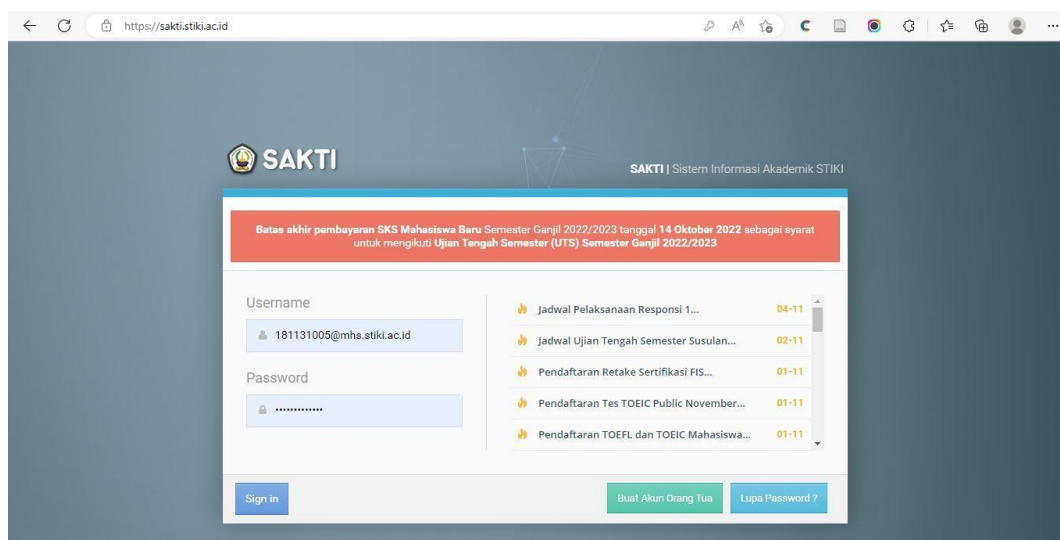 https://sakti.stiki.ac.id
SAKTI
SAKTI | Sistem Informasi Akademik STIKI
Batas akhir pembayaran SKS Mahasiswa Baru Semester Ganjil 2022/2023 tanggal 14 Oktober 2022 sebagai syarat
untuk mengikuti Ujian Tengah Semester (UTS) Semester Ganjil 2022/2023
Username
181131005@mhs.stiki.ac.id
Password
•••••••••••••
Jadwal Pelaksanaan Responsi 1... 04-11
Jadwal Ujian Tengah Semester Susulan... 02-11
Pendaftaran Retake Sertifikasi FIS... 01-11
Pendaftaran Tes TOEIC Public November... 01-11
Pendaftaran TOEFL dan TOEIC Mahasiswa... 01-11
Sign in
Buat Akun Orang Tua
Lupa Password ?